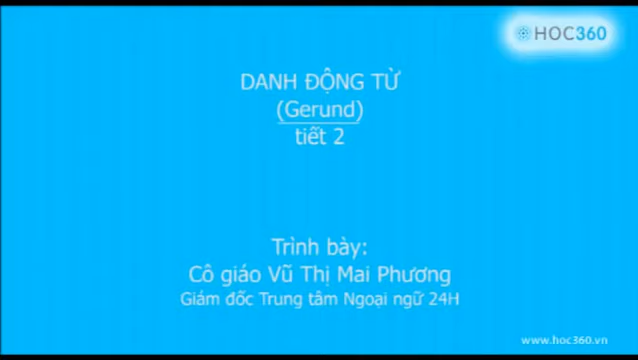 HOC360
DANH ĐỘNG TỪ
(Gerund)
tiết 2
Trình bày:
Cô giáo Vũ Thị Mai Phương
Giám đốc Trung tâm Ngoại ngữ 24H
www.hoc360.vn